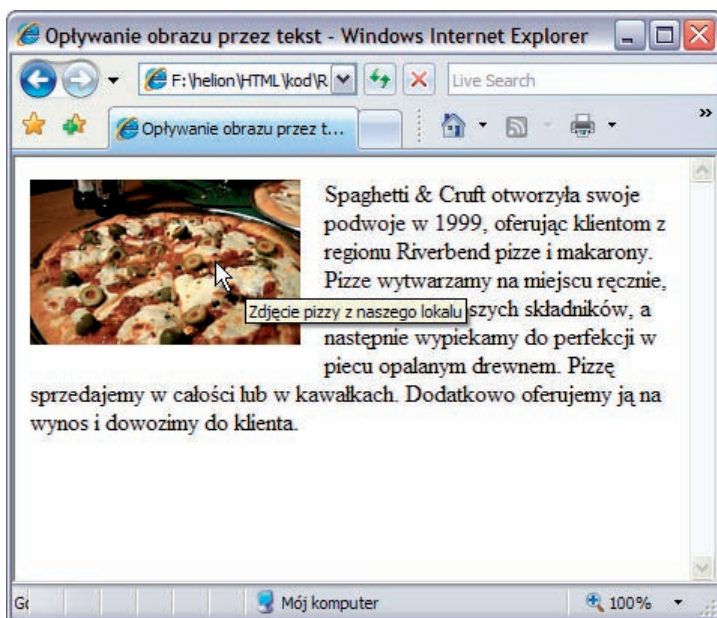 Opływanie obrazu przez tekst - Windows Internet Explorer
F:\helion\HTML\kod\R
Live Search
Opływanie obrazu przez t...
»
Spaghetti & Cruft otworzyła swoje
podwoje w 1999, oferując klientom z
regionu Riverbend pizze i makarony.
Pizze wytwarzamy na miejscu ręcznie,
Zdjęcie pizzy z naszego lokalu
szych składników, a
następnie wypiekamy do perfekcji w
piecu opalanym drewnem. Pizzę
sprzedajemy w całości lub w kawałkach. Dodatkowo oferujemy ją na
wynos i dowozimy do klienta.
Mój komputer
100%